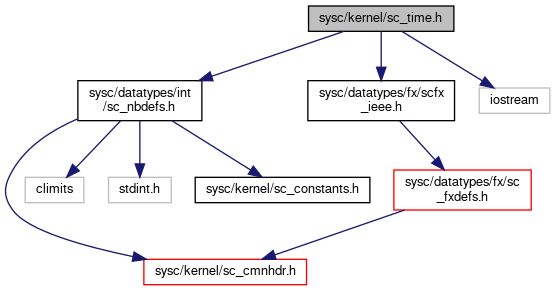 sysc/kernel/sc_time.h
sysc/datatypes/int
/sc_nbdefs.h
sysc/datatypes/fx/scfx
_ieee.h
iostream
climits
stdint.h
sysc/kernel/sc_constants.h
sysc/datatypes/fx/sc
_fxdefs.h
sysc/kernel/sc_cmnhdr.h